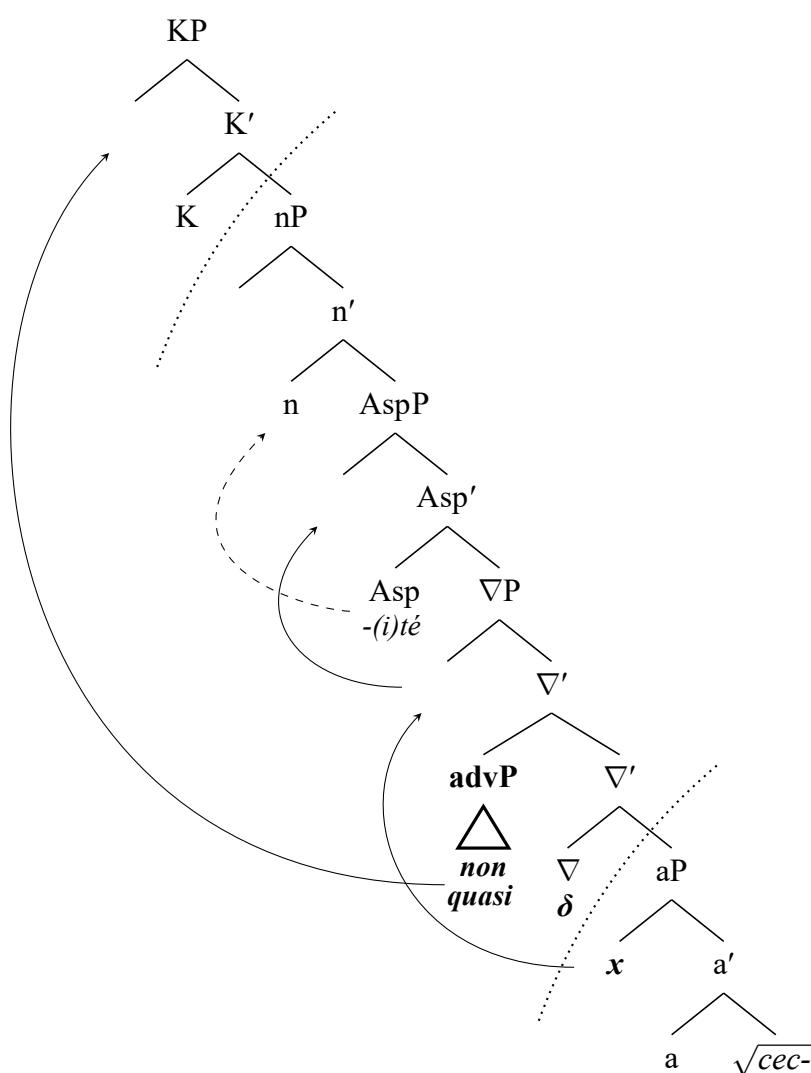 KP
K′
K nP
n′
n AspP
Asp′
Asp ∇P
-(i)té
∇′
advP ∇′
non ∇ aP
quasi δ
x a′
a √cec-